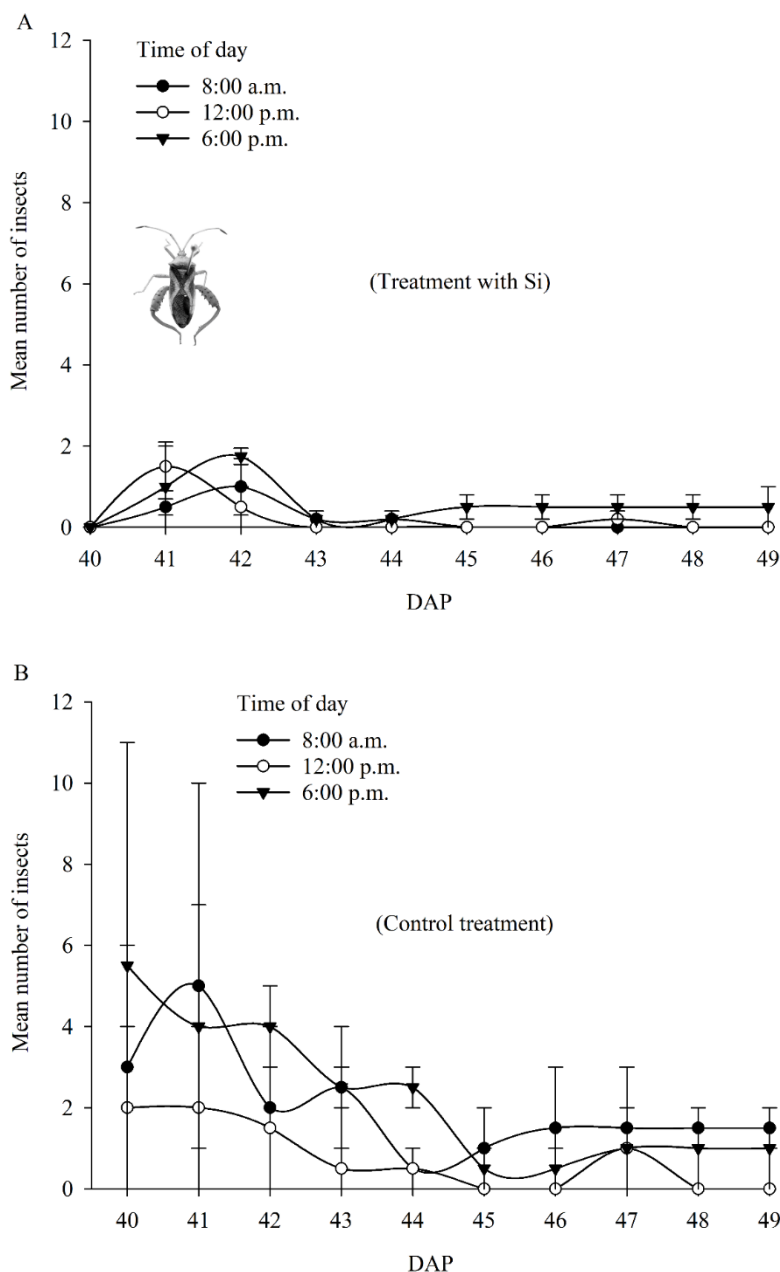 A
12
10
8
6
4
2
0
Mean number of insects
Time of day
8:00 a.m.
12:00 p.m.
6:00 p.m.
(Treatment with Si)
40 41 42 43 44 45 46 47 48 49
DAP
B
12
10
8
6
4
2
0
Mean number of insects
Time of day
8:00 a.m.
12:00 p.m.
6:00 p.m.
(Control treatment)
40 41 42 43 44 45 46 47 48 49
DAP